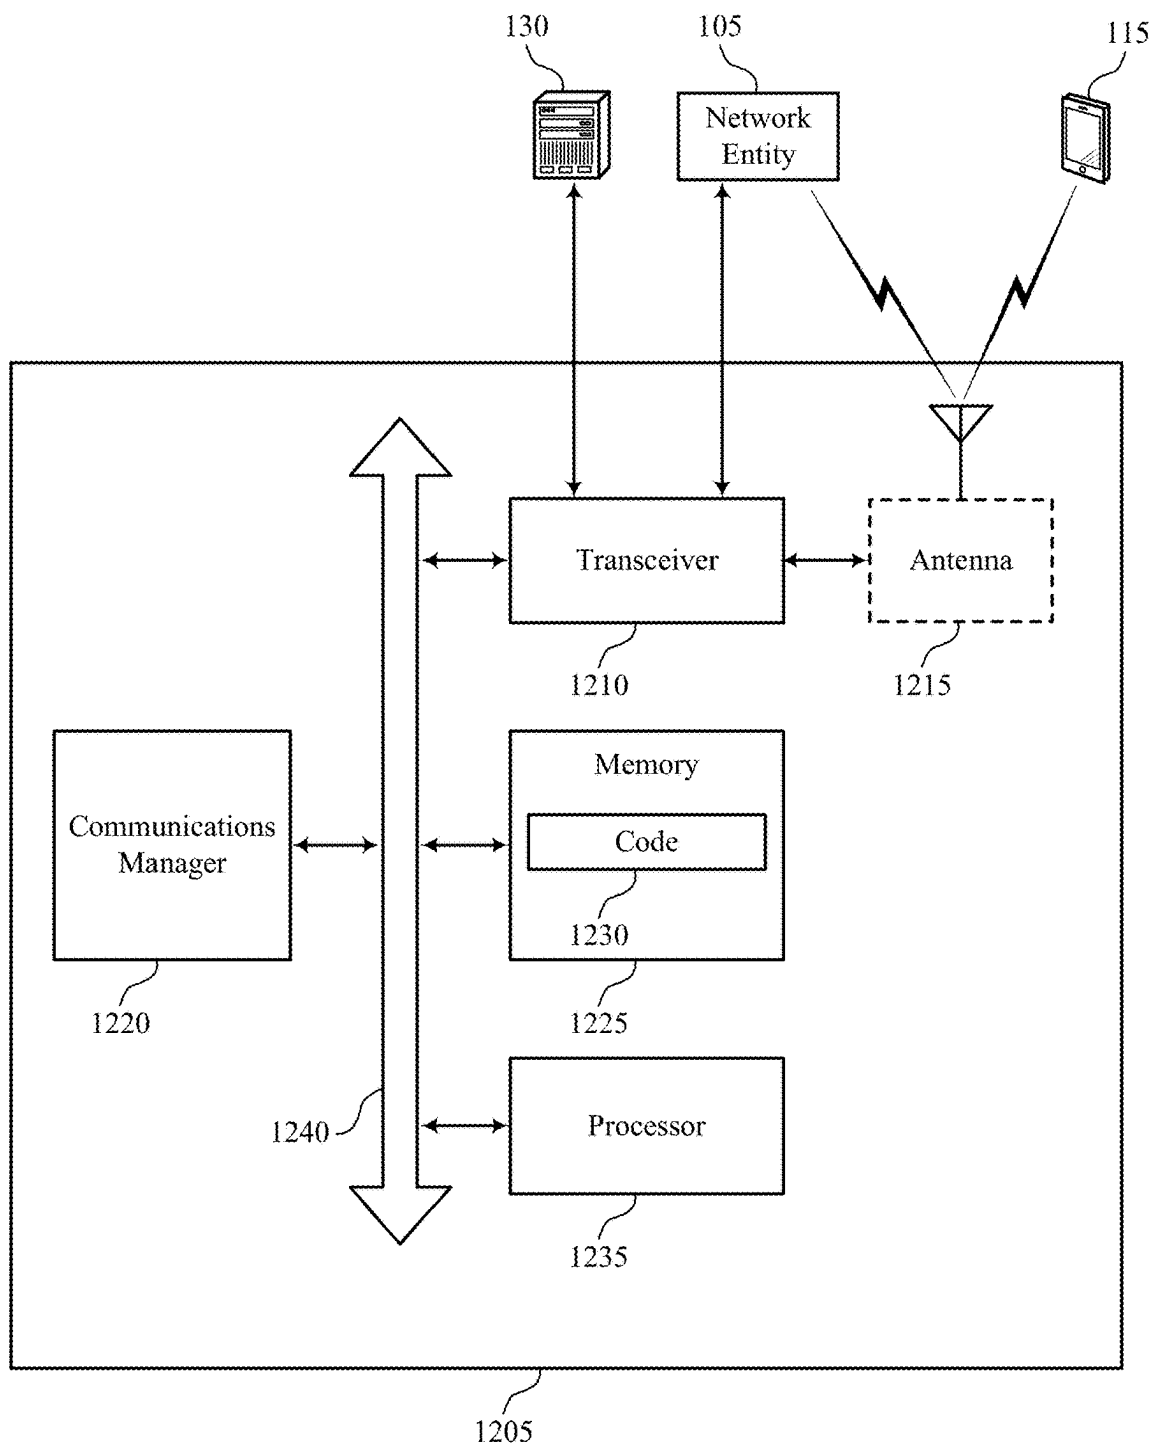 130
105
115
Network
Entity
Transceiver
Antenna
1210
1215
Communications
Manager
Memory
Code
1230
1220
1225
1240
Processor
1235
1205